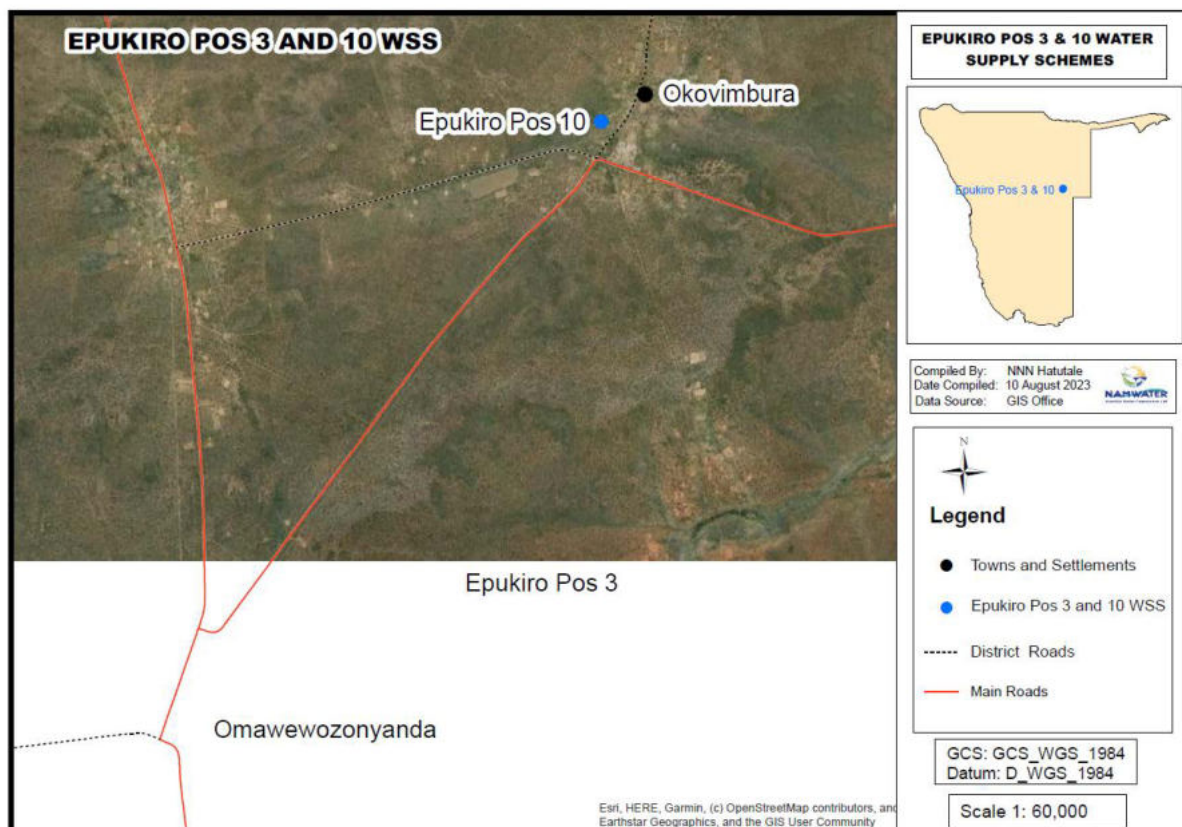 EPUKIRO POS 3 AND 10 WSS
Okovimbura
Epukiro Pos 10
Epukiro Pos 3
Omawewozonyanda
Esri, HERE, Garmin, (c) OpenStreetMap contributors, and
Earthstar Geographics, and the GIS User Community
EPUKIRO POS 3 & 10 WATER
SUPPLY SCHEMES
Epukiro Pos 3 & 10
Compiled By: NNN Hatutale
Date Compiled: 10 August 2023
Data Source: GIS Office
NAMWATER
N
Legend
Towns and Settlements
Epukiro Pos 3 and 10 WSS
District Roads
Main Roads
GCS: GCS_WGS_1984
Datum: D_WGS_1984
Scale 1: 60,000